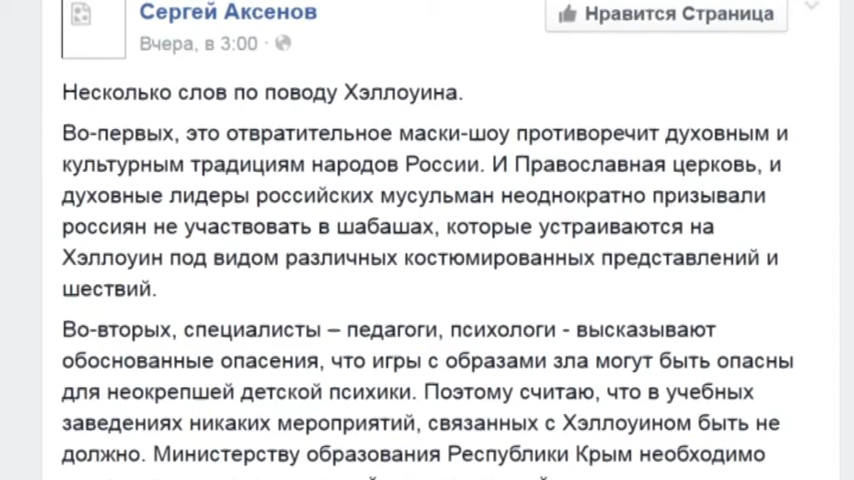 Сергей Аксенов
Нравится Страница
Вчера, в 3:00 ·
Несколько слов по поводу Хэллоуина.
Во-первых, это отвратительное маски-шоу противоречит духовным и
культурным традициям народов России. И Православная церковь, и
духовные лидеры российских мусульман неоднократно призывали
россиян не участвовать в шабашах, которые устраиваются на
Хэллоуин под видом различных костюмированных представлений и
шествий.
Во-вторых, специалисты – педагоги, психологи - высказывают
обоснованные опасения, что игры с образами зла могут быть опасны
для неокрепшей детской психики. Поэтому считаю, что в учебных
заведениях никаких мероприятий, связанных с Хэллоуином быть не
должно. Министерству образования Республики Крым необходимо